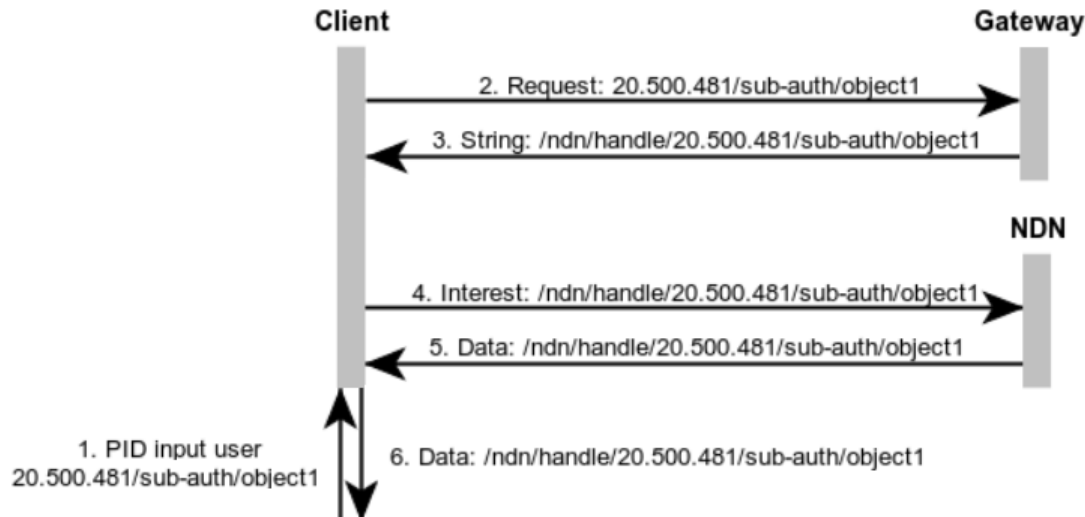 Client
Gateway
2. Request: 20.500.481/sub-auth/object1
3. String: /ndn/handle/20.500.481/sub-auth/object1
NDN
4. Interest: /ndn/handle/20.500.481/sub-auth/object1
5. Data: /ndn/handle/20.500.481/sub-auth/object1
1. PID input user
20.500.481/sub-auth/object1
6. Data: /ndn/handle/20.500.481/sub-auth/object1